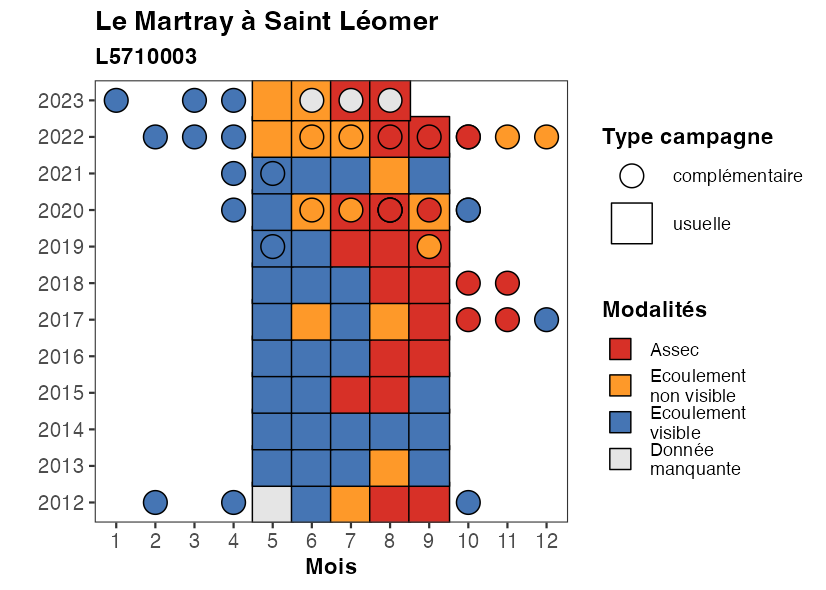 Le Martray à Saint Léomer
L5710003
2023
2022
2021
2020
2019
2018
2017
2016
2015
2014
2013
2012
1 2 3 4 5 6 7 8 9 10 11 12
Mois
Type campagne
complémentaire
usuelle
Modalités
Assec
Ecoulement
non visible
Ecoulement
visible
Donnée
manquante